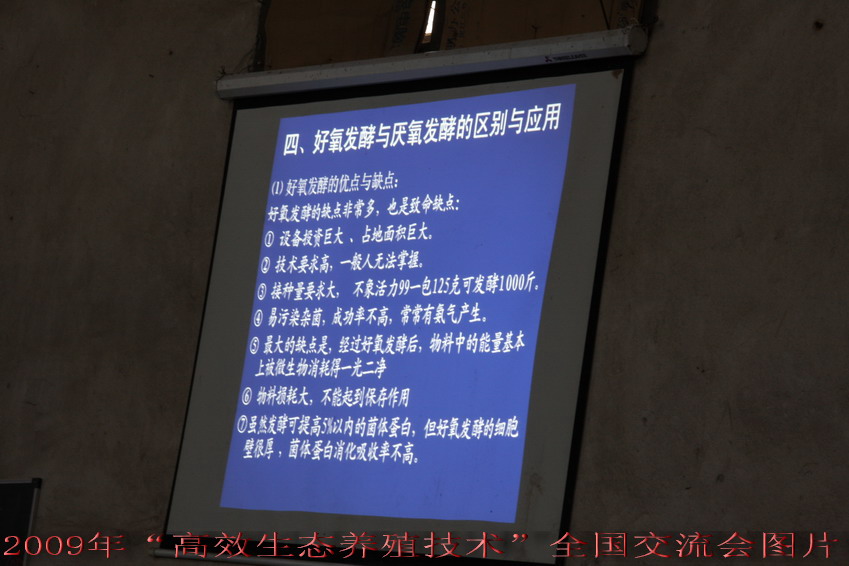 四、好氧发酵与厌氧发酵的区别与应用
(1) 好氧发酵的优点与缺点：
好氧发酵的缺点非常多，也是致命缺点：
① 设备投资巨大 、占地面积巨大。
② 技术要求高，一般人无法掌握。
③ 接种量要求大， 不象活力99一包125克可发酵1000斤。
④ 易污染杂菌，成功率不高，常常有氨气产生。
⑤ 最大的缺点是，经过好氧发酵后，物料中的能量基本
上被微生物消耗得一光二净
⑥ 物料损耗大，不能起到保存作用
⑦虽然发酵可提高5%以内的菌体蛋白，但好氧发酵的细胞
壁很厚 ，菌体蛋白消化吸收率不高。
2009年“高效生态养殖技术”全国交流会图片